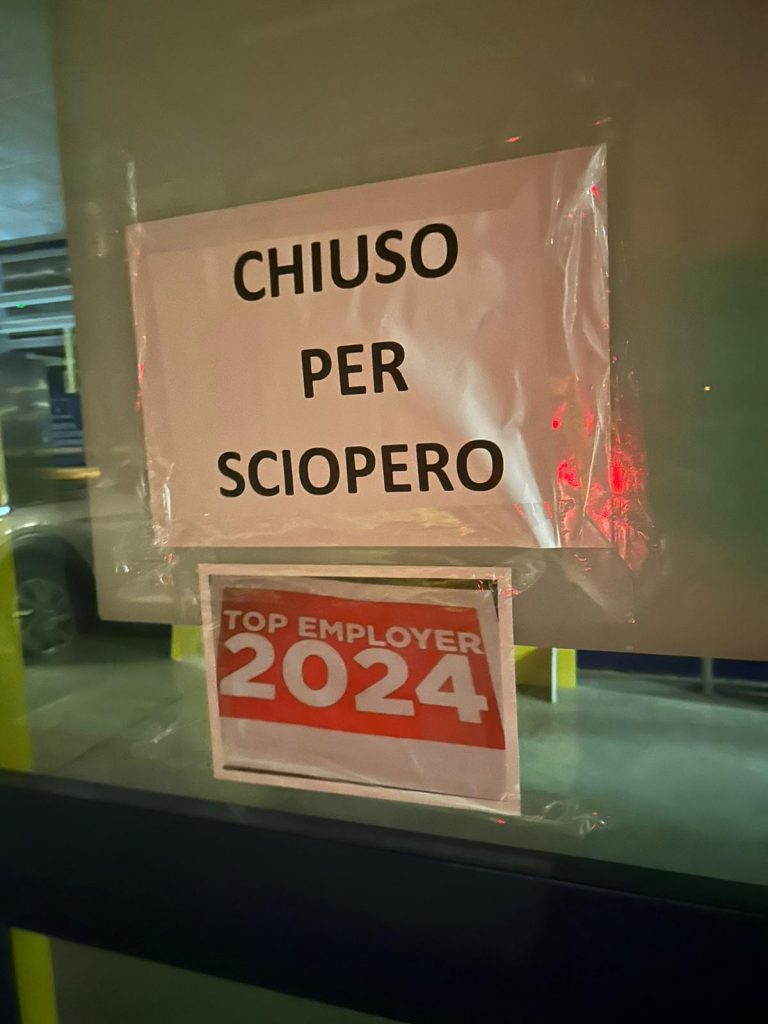 CHIUSO
PER
SCIOPERO
TOP EMPLOYER
2024